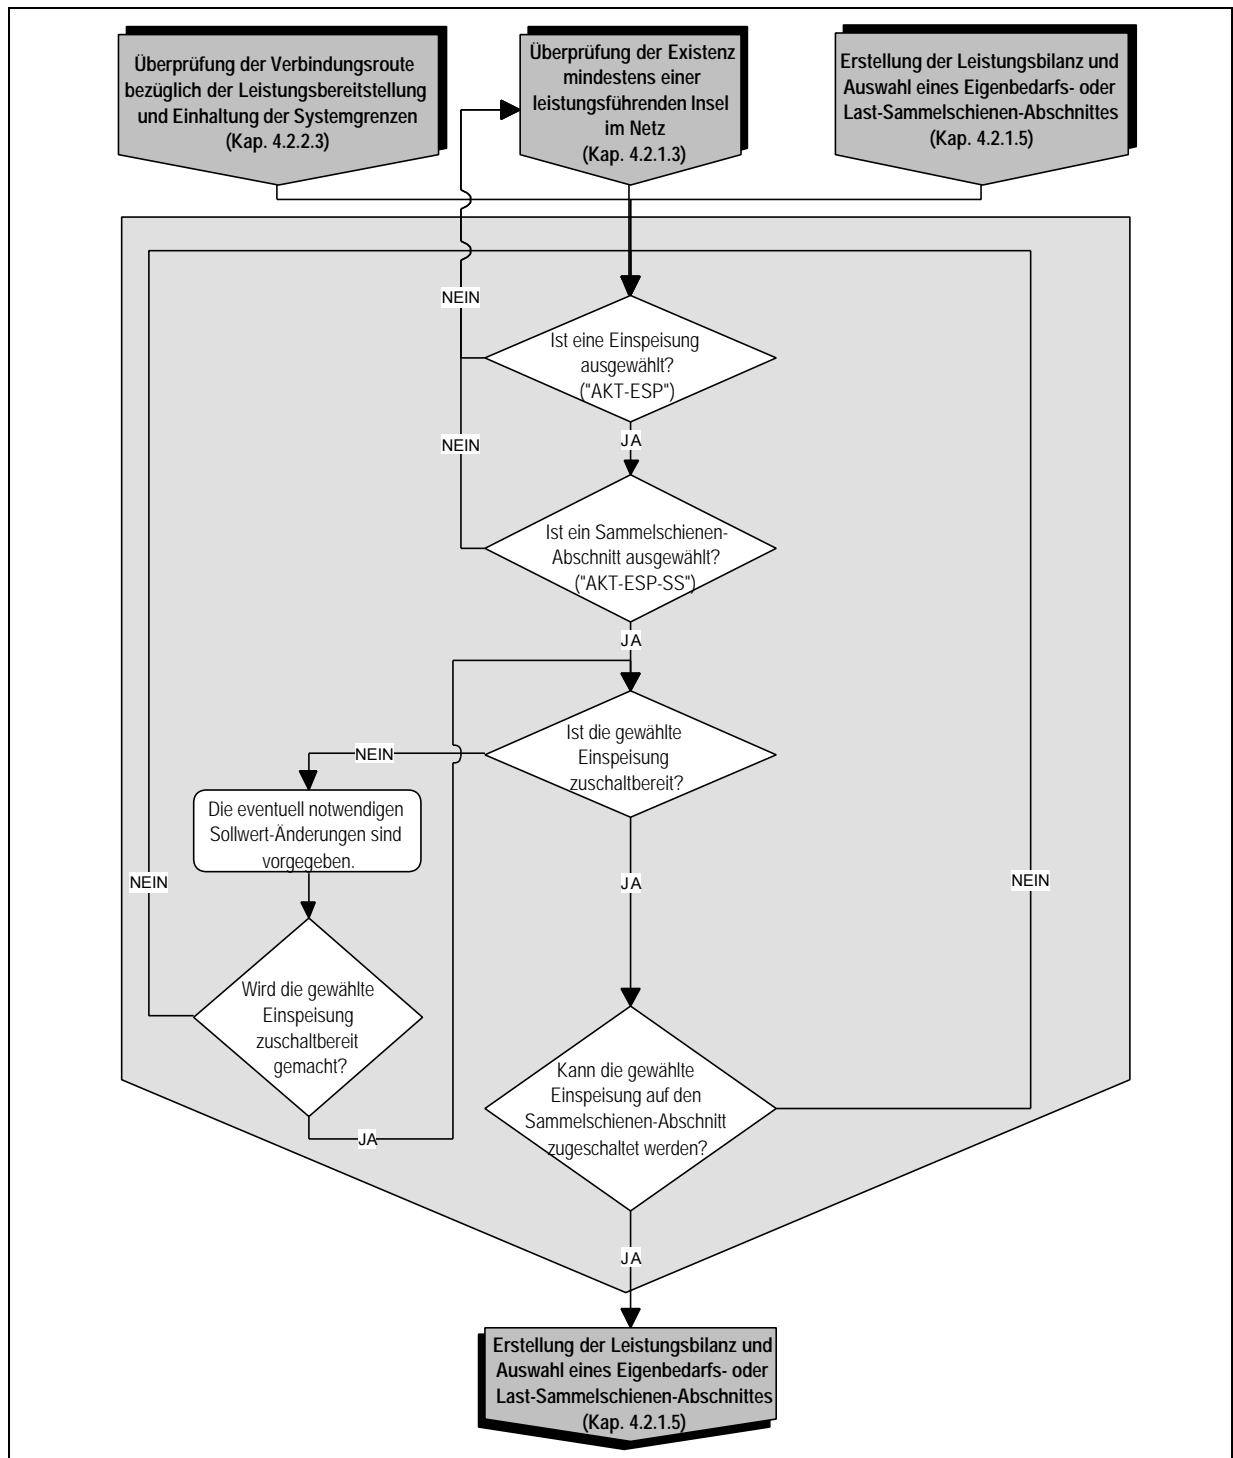 Überprüfung der Verbindungsroute
bezüglich der Leistungsbereitstellung
und Einhaltung der Systemgrenzen
(Kap. 4.2.2.3)
Überprüfung der Existenz
mindestens einer
leistungsführenden Insel
im Netz
(Kap. 4.2.1.3)
Erstellung der Leistungsbilanz und
Auswahl eines Eigenbedarfs- oder
Last-Sammelschienen-Abschnittes
(Kap. 4.2.1.5)
NEIN
Ist eine Einspeisung
ausgewählt?
("AKT-ESP")
NEIN
JA
Ist ein Sammelschienen-
Abschnitt ausgewählt?
("AKT-ESP-SS")
JA
Ist die gewählte
Einspeisung
zuschaltbereit?
NEIN
Die eventuell notwendigen
Sollwert-Änderungen sind
vorgegeben.
NEIN
JA
NEIN
Wird die gewählte
Einspeisung
zuschaltbereit
gemacht?
Kann die gewählte
Einspeisung auf den
Sammelschienen-Abschnitt
zugeschaltet werden?
JA
JA
Erstellung der Leistungsbilanz und
Auswahl eines Eigenbedarfs- oder
Last-Sammelschienen-Abschnittes
(Kap. 4.2.1.5)